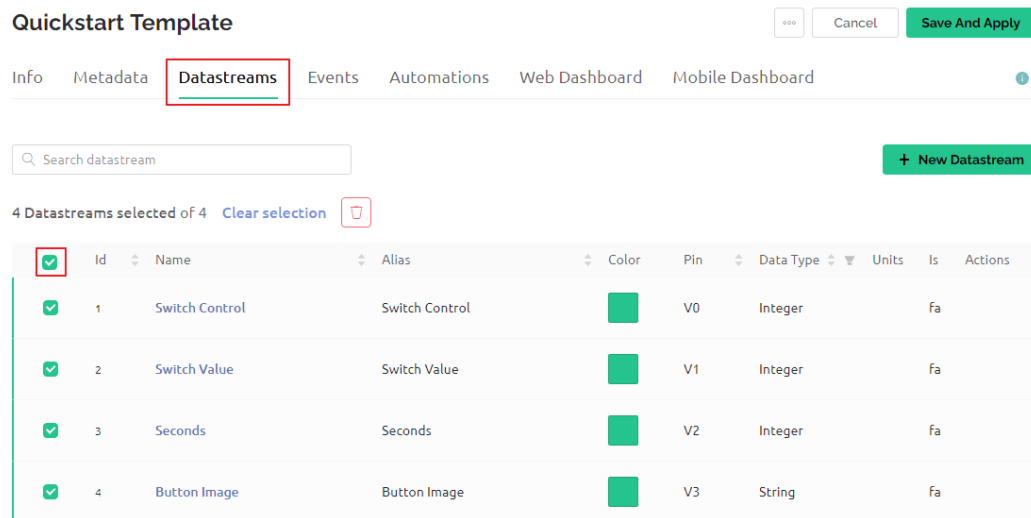 Quickstart Template
Cancel Save And Apply
Info Metadata Datastreams Events Automations Web Dashboard Mobile Dashboard
Search datastream
+ New Datastream
4 Datastreams selected of 4 Clear selection
Id Name Alias Color Pin Data Type Units Is Actions
1 Switch Control Switch Control V0 Integer fa
2 Switch Value Switch Value V1 Integer fa
3 Seconds Seconds V2 Integer fa
4 Button Image Button Image V3 String fa